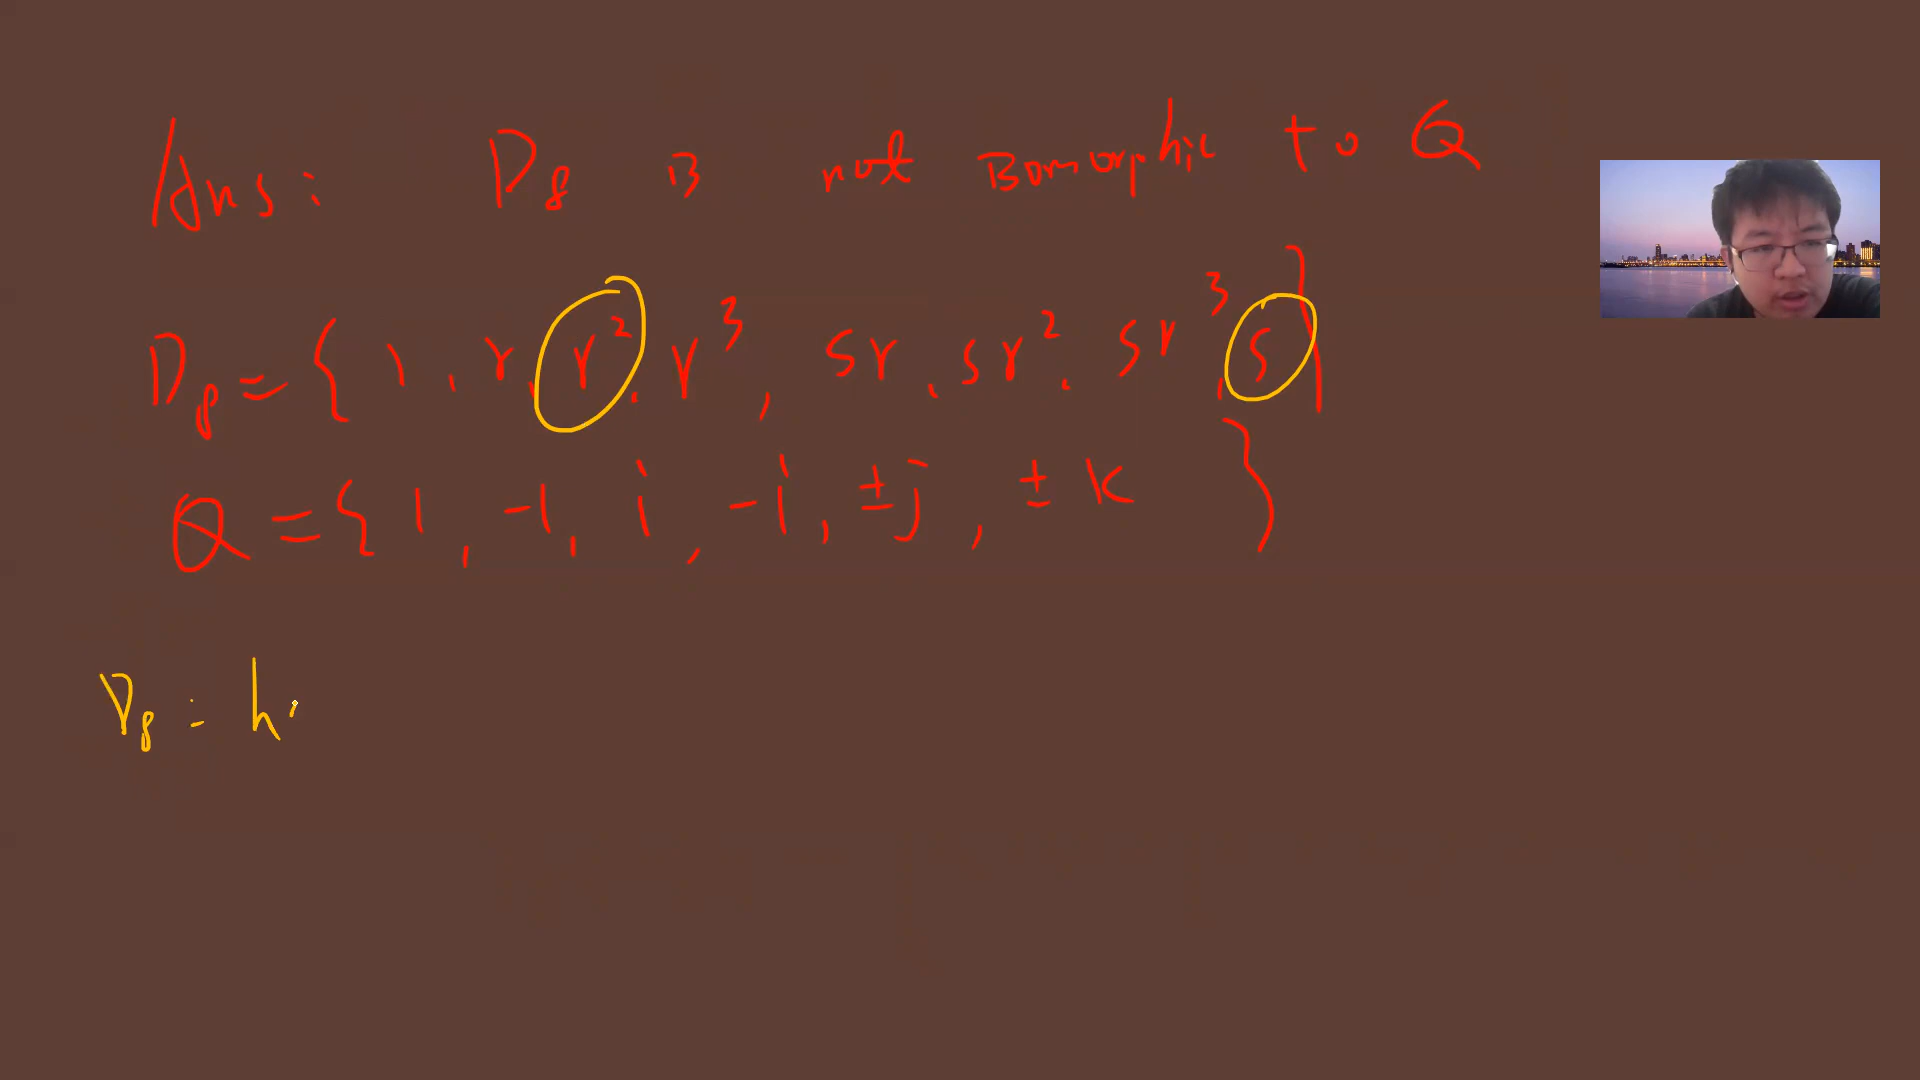 Ans: D₈ is not isomorphic to Q
D₈ = { 1, r, r², r³, sr, sr², sr³, s }
Q = { 1, -1, i, -i, ±j, ± k }
D₈ : h